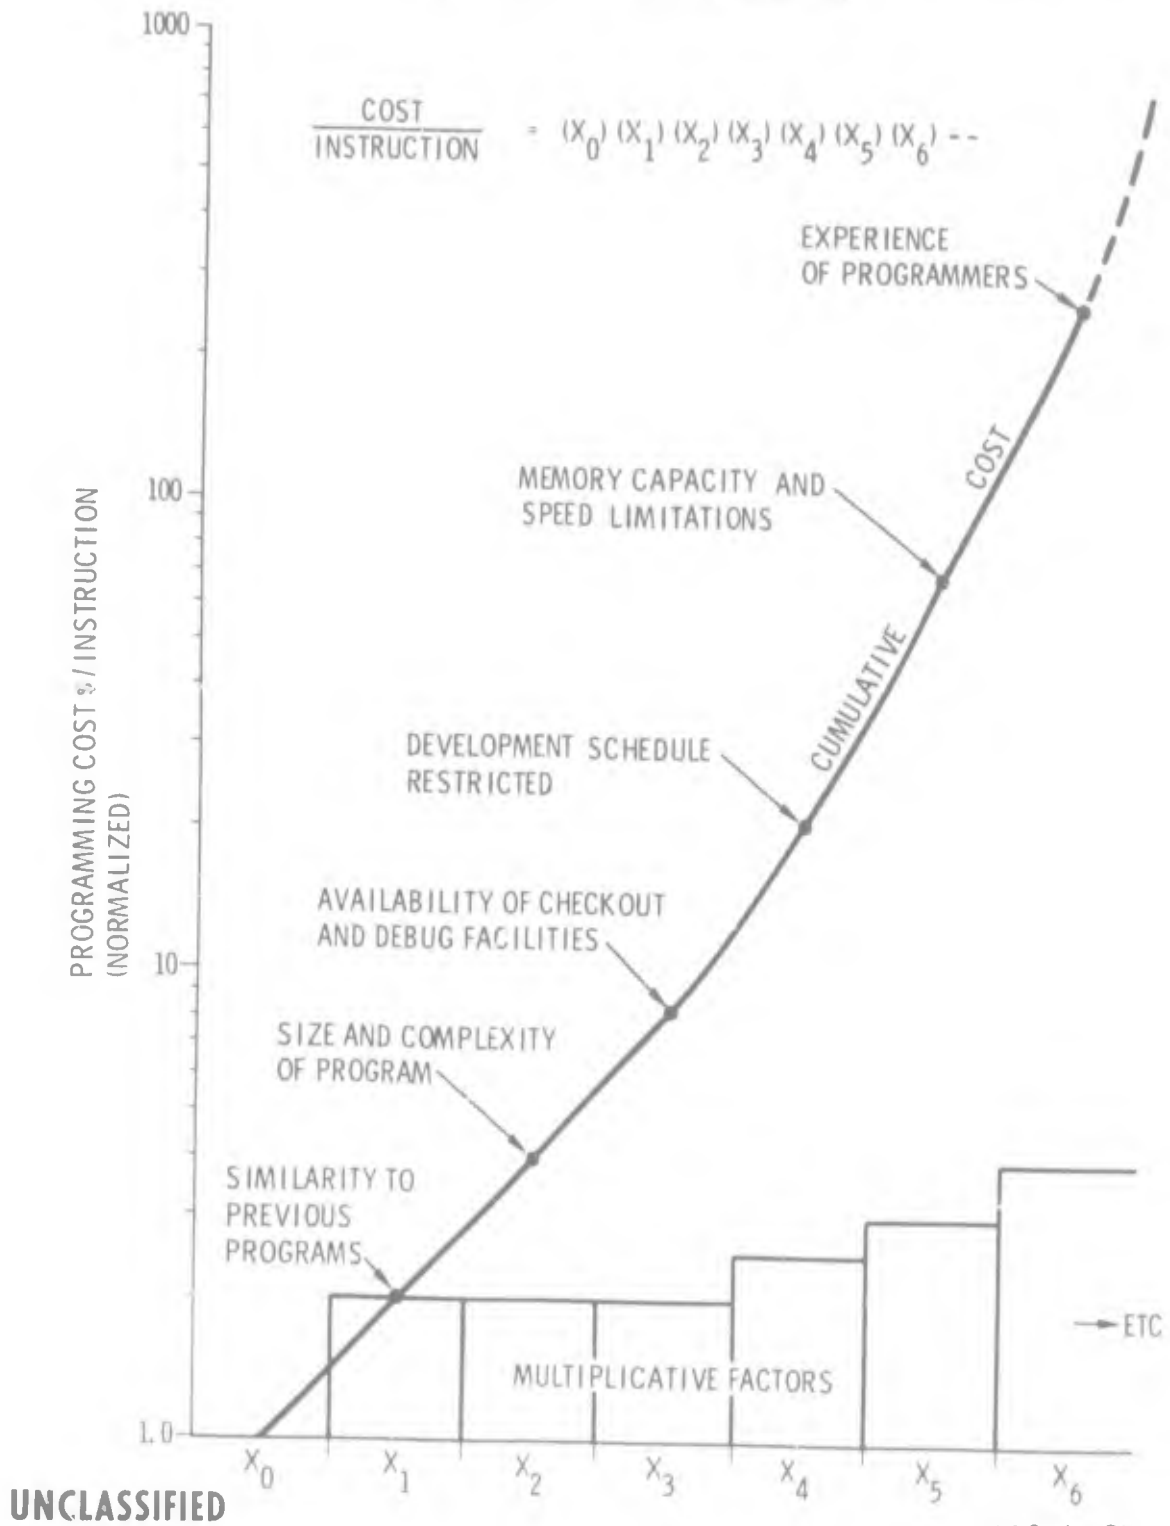 1000
COST
INSTRUCTION
= (X0) (X1) (X2) (X3) (X4) (X5) (X6) --
EXPERIENCE
OF PROGRAMMERS
COST
MEMORY CAPACITY AND
SPEED LIMITATIONS
100
PROGRAMMING COST $/INSTRUCTION
(NORMALIZED)
CUMULATIVE
DEVELOPMENT SCHEDULE
RESTRICTED
AVAILABILITY OF CHECKOUT
AND DEBUG FACILITIES
10
SIZE AND COMPLEXITY
OF PROGRAM
SIMILARITY TO
PREVIOUS
PROGRAMS
ETC
MULTIPLICATIVE FACTORS
1.0
X0 X1 X2 X3 X4 X5 X6
UNCLASSIFIED